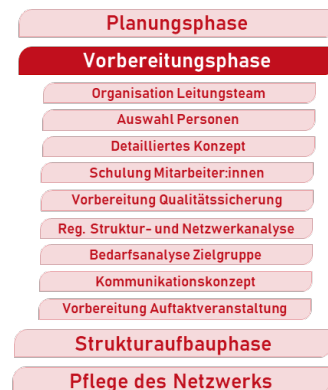 Planungsphase
Vorbereitungsphase
Organisation Leitungsteam
Auswahl Personen
Detailliertes Konzept
Schulung Mitarbeiter:innen
Vorbereitung Qualitätssicherung
Reg. Struktur- und Netzwerkanalyse
Bedarfsanalyse Zielgruppe
Kommunikationskonzept
Vorbereitung Auftaktveranstaltung
Strukturaufbauphase
Pflege des Netzwerks